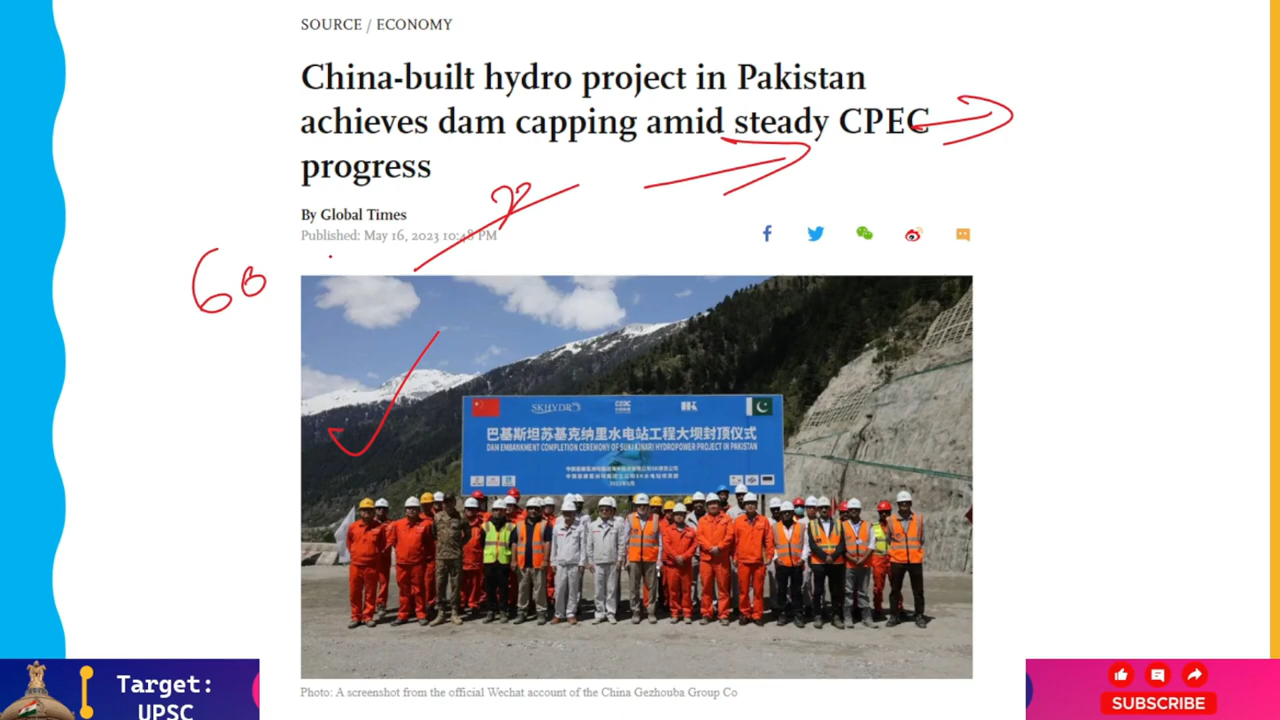 SOURCE / ECONOMY
China-built hydro project in Pakistan
achieves dam capping amid steady CPEC
progress
By Global Times
Published: May 16, 2023 10:48 PM
60
SKHYDRO
巴基斯坦苏基克纳里水电站工程大坝封顶仪式
DAM EMBANKMENT COMPLETION CEREMONY OF SUKI KINARI HYDROPOWER PROJECT IN PAKISTAN
Photo: A screenshot from the official Wechat account of the China Gezhouba Group Co
Target:
UPSC
SUBSCRIBE